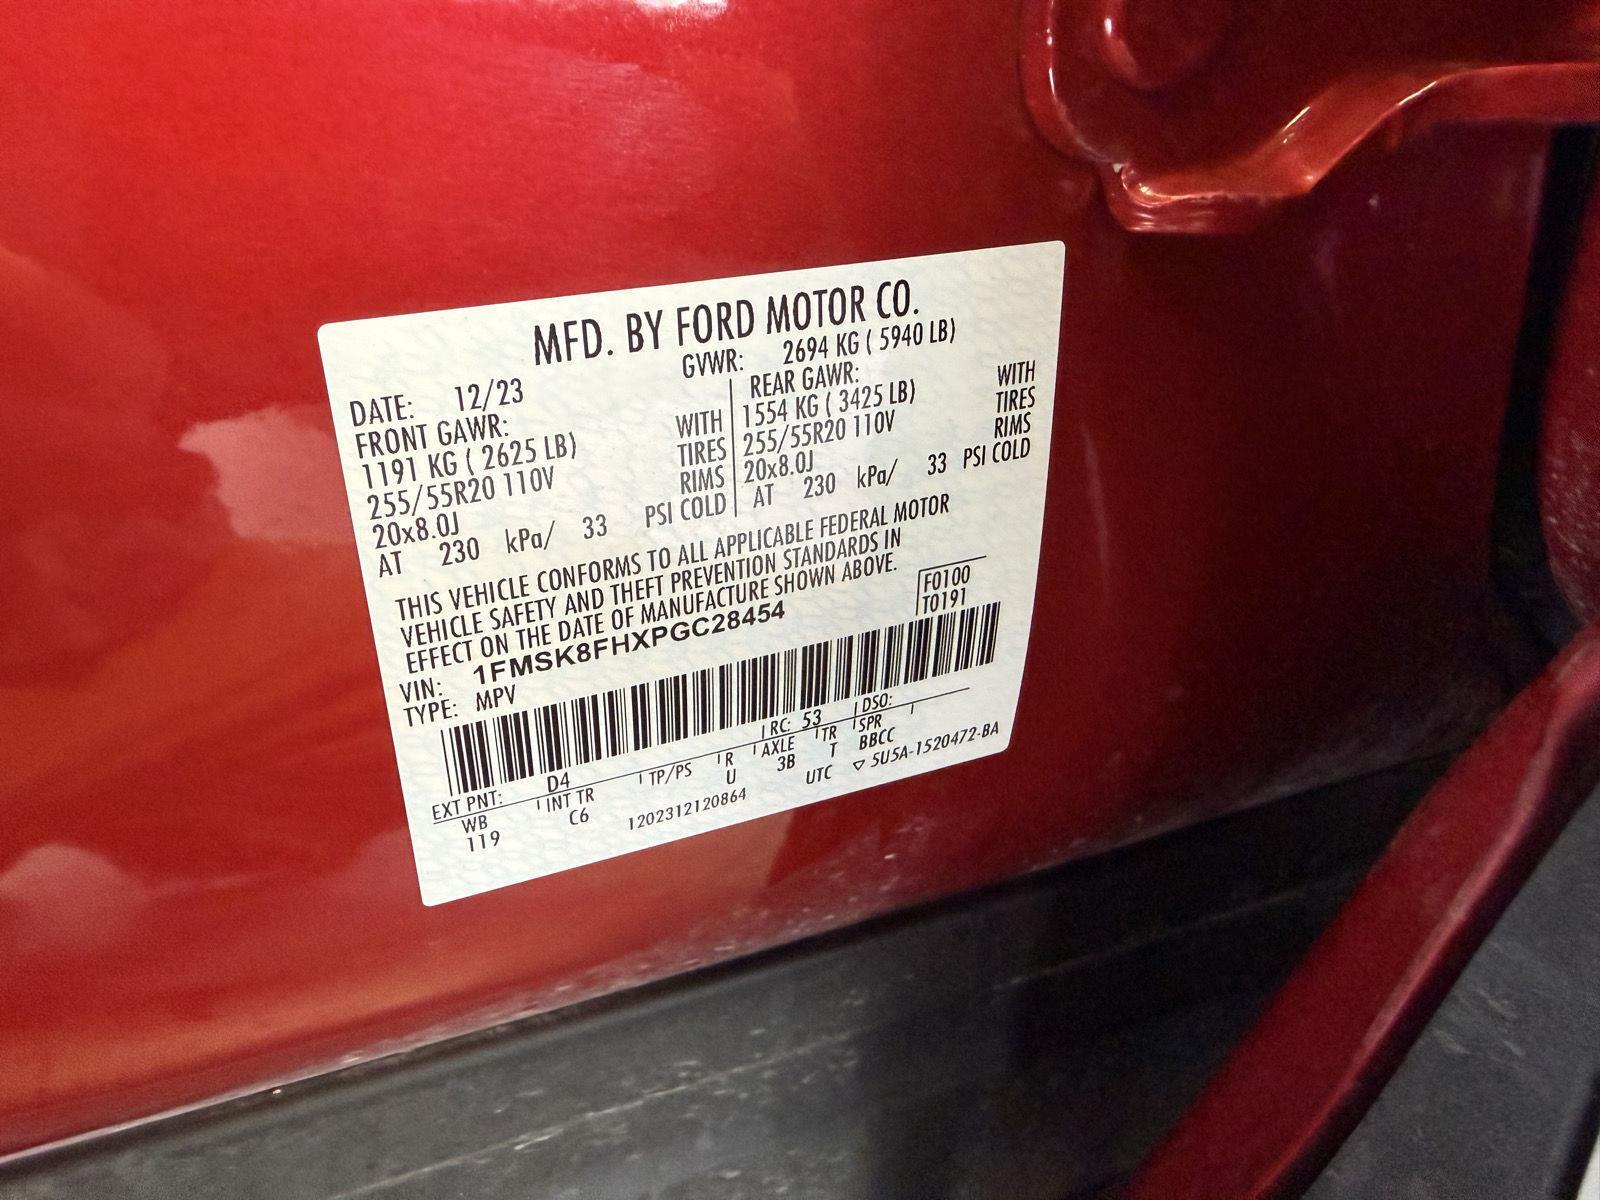 MFD. BY FORD MOTOR CO.
DATE: 12/23 GVWR: 2694 KG ( 5940 LB)
FRONT GAWR: REAR GAWR:
1191 KG ( 2625 LB) WITH 1554 KG ( 3425 LB) WITH
255/55R20 110V TIRES 255/55R20 110V TIRES
20x8.0J RIMS 20x8.0J RIMS
AT 230 kPa/ 33 PSI COLD AT 230 kPa/ 33 PSI COLD
THIS VEHICLE CONFORMS TO ALL APPLICABLE FEDERAL MOTOR
VEHICLE SAFETY AND THEFT PREVENTION STANDARDS IN
EFFECT ON THE DATE OF MANUFACTURE SHOWN ABOVE.
F0100
T0191
VIN: 1FMSK8FHXPGC28454
TYPE: MPV
EXT PNT: D4 RC: 53 DSO:
WB INT TR TP/PS R AXLE TR SPR
119 C6 U 3B T BBCC
1202312120864 UTC ▽ 5U5A-1520472-BA